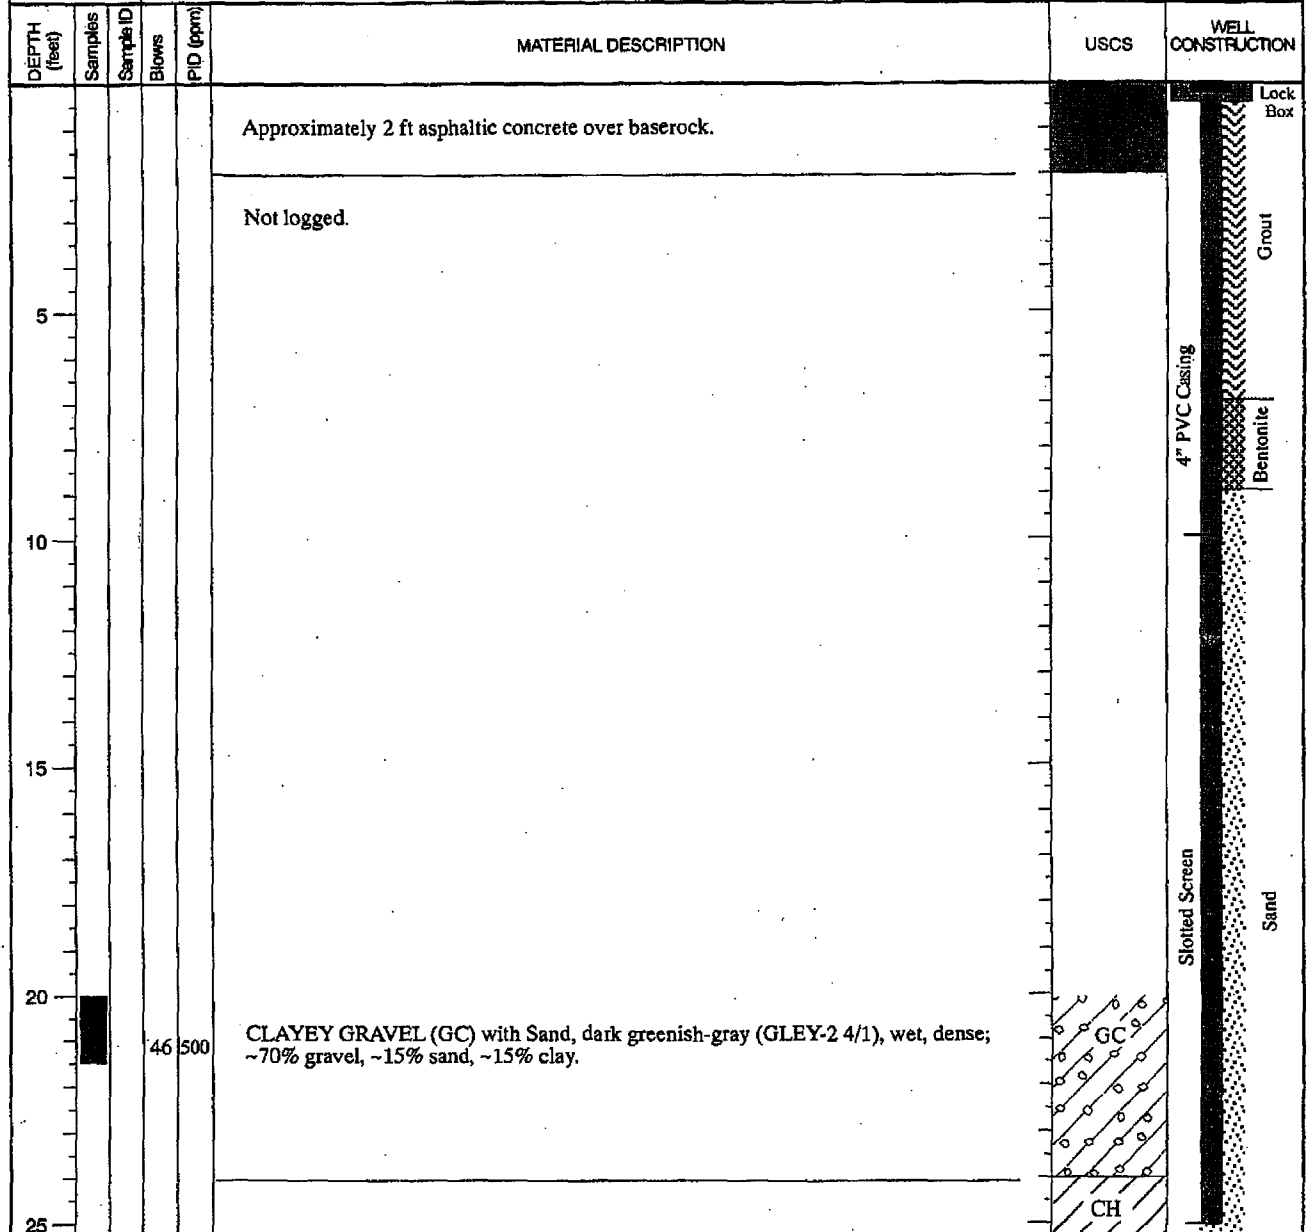 DEPTH
(feet)
Samples
Sample ID
Blows
PID (ppm)
MATERIAL DESCRIPTION
USCS
WELL
CONSTRUCTION
Lock
Box
Approximately 2 ft asphaltic concrete over baserock.
Not logged.
Grout
5
4" PVC Casing
Bentonite
10
15
Slotted Screen
Sand
20
46 500
CLAYEY GRAVEL (GC) with Sand, dark greenish-gray (GLEY-2 4/1), wet, dense;
~70% gravel, ~15% sand, ~15% clay.
GC
CH
25